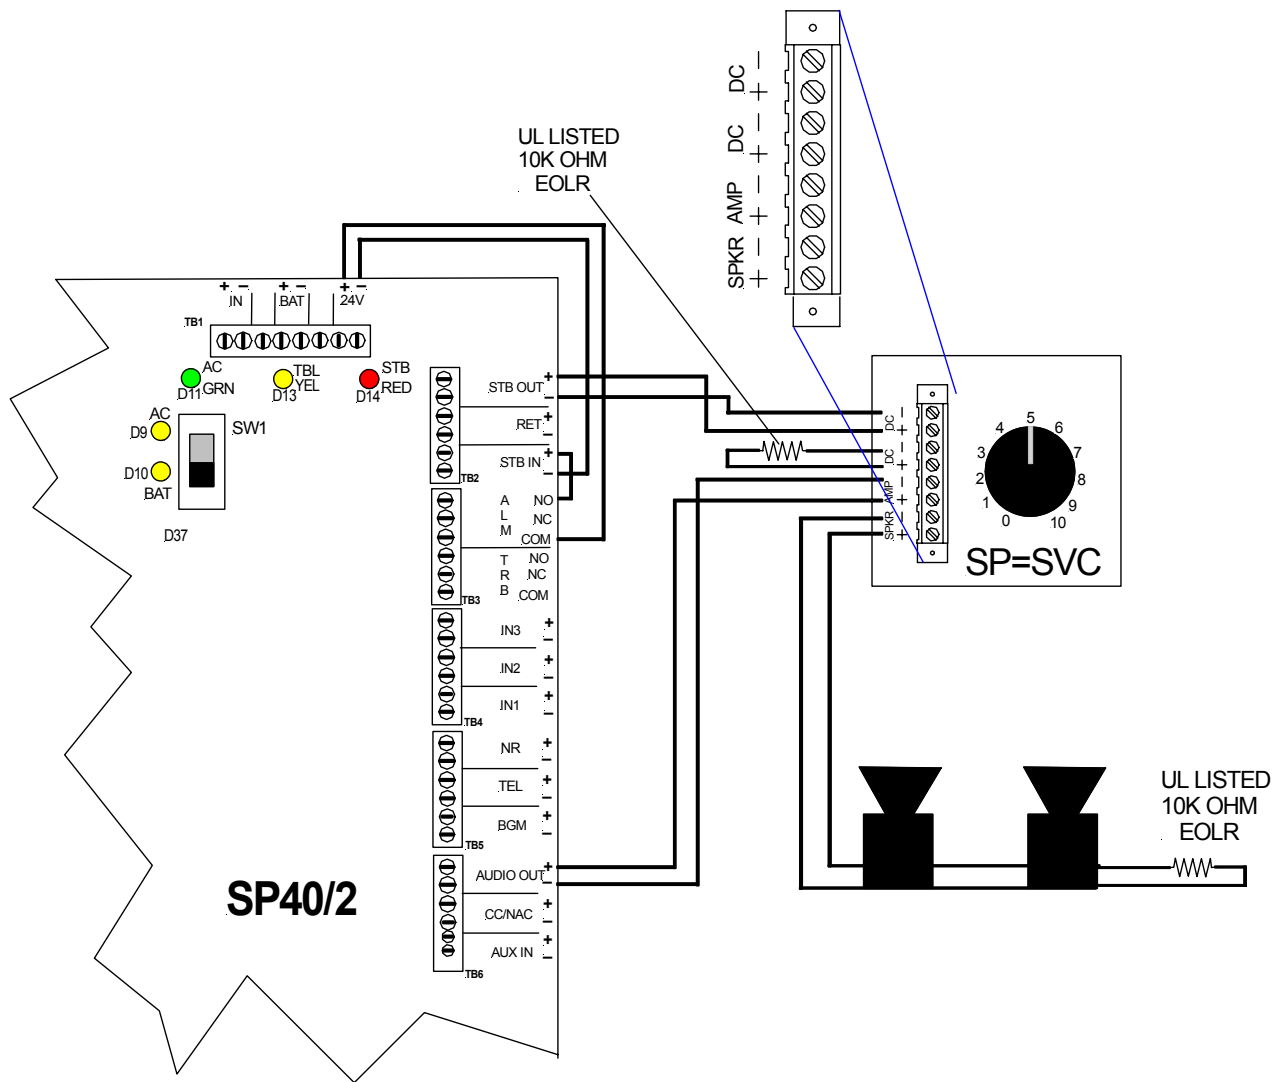 DC
− +
DC
− +
AMP
− +
SPKR
− +
UL LISTED
10K OHM
EOLR
+ − + − + −
IN BAT 24V
TB1
AC
GRN
D11
TBL
YEL
D13
STB
RED
D14
AC
D9
D10
BAT
SW1
D37
STB OUT + −
RET + −
STB IN + −
TB2
ALM
NO
NC
COM
TRB
NO
NC
COM
TB3
IN3 + −
IN2 + −
IN1 + −
TB4
NR + −
TEL + −
BGM + −
TB5
AUDIO OUT + −
CC/NAC + −
AUX IN + −
TB6
SP40/2
DC − +
DC − +
AMP − +
SPKR − +
0 1 2 3 4 5 6 7 8 9 10
SP=SVC
UL LISTED
10K OHM
EOLR